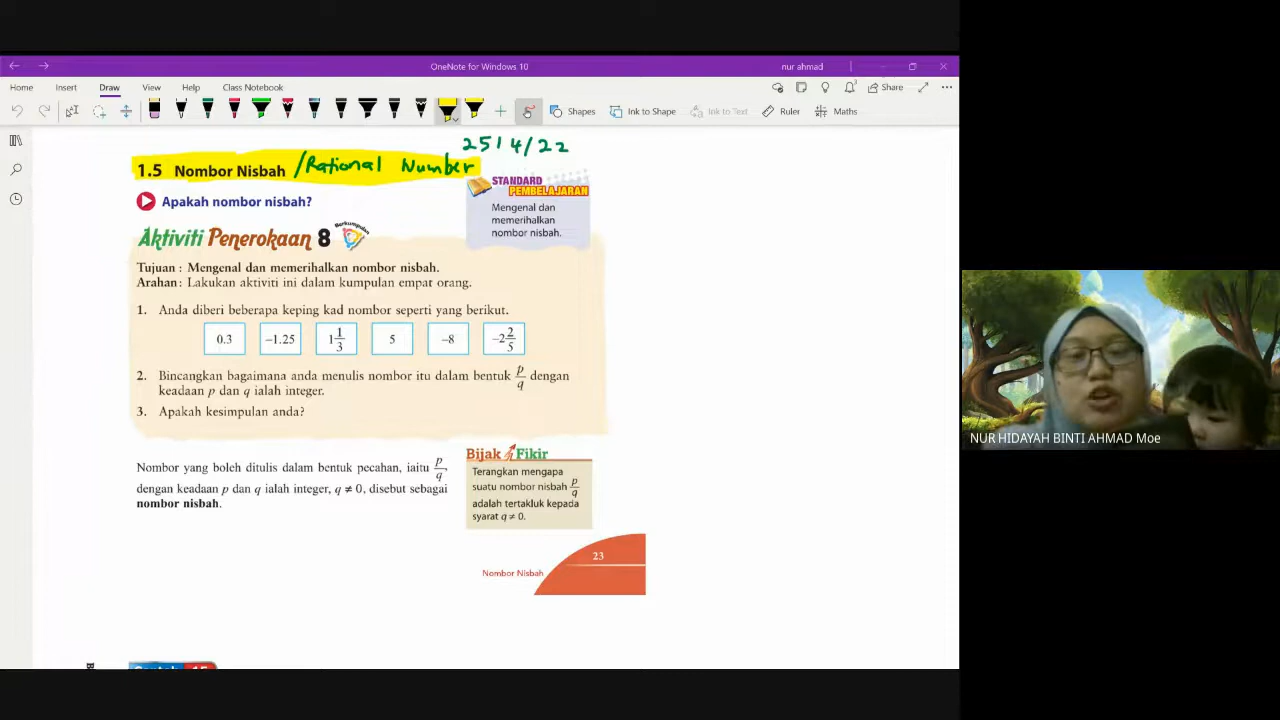 OneNote for Windows 10
nur ahmad
Home Insert Draw View Help Class Notebook
Share
Shapes Ink to Shape Ink to Text Ruler Maths
25/4/22
1.5 Nombor Nisbah /Rational Number
STANDARD
PEMBELAJARAN
Mengenal dan
memerihalkan
nombor nisbah.
Apakah nombor nisbah?
Aktiviti Penerokaan 8
Berkumpulan
Tujuan : Mengenal dan memerihalkan nombor nisbah.
Arahan : Lakukan aktiviti ini dalam kumpulan empat orang.
1. Anda diberi beberapa keping kad nombor seperti yang berikut.
0.3 −1.25 1 1/3 5 −8 −2 2/5
2. Bincangkan bagaimana anda menulis nombor itu dalam bentuk p/q dengan
keadaan p dan q ialah integer.
3. Apakah kesimpulan anda?
Nombor yang boleh ditulis dalam bentuk pecahan, iaitu p/q,
dengan keadaan p dan q ialah integer, q ≠ 0, disebut sebagai
nombor nisbah.
Bijak Fikir
Terangkan mengapa
suatu nombor nisbah p/q
adalah tertakluk kepada
syarat q ≠ 0.
23
Nombor Nisbah
NUR HIDAYAH BINTI AHMAD Moe